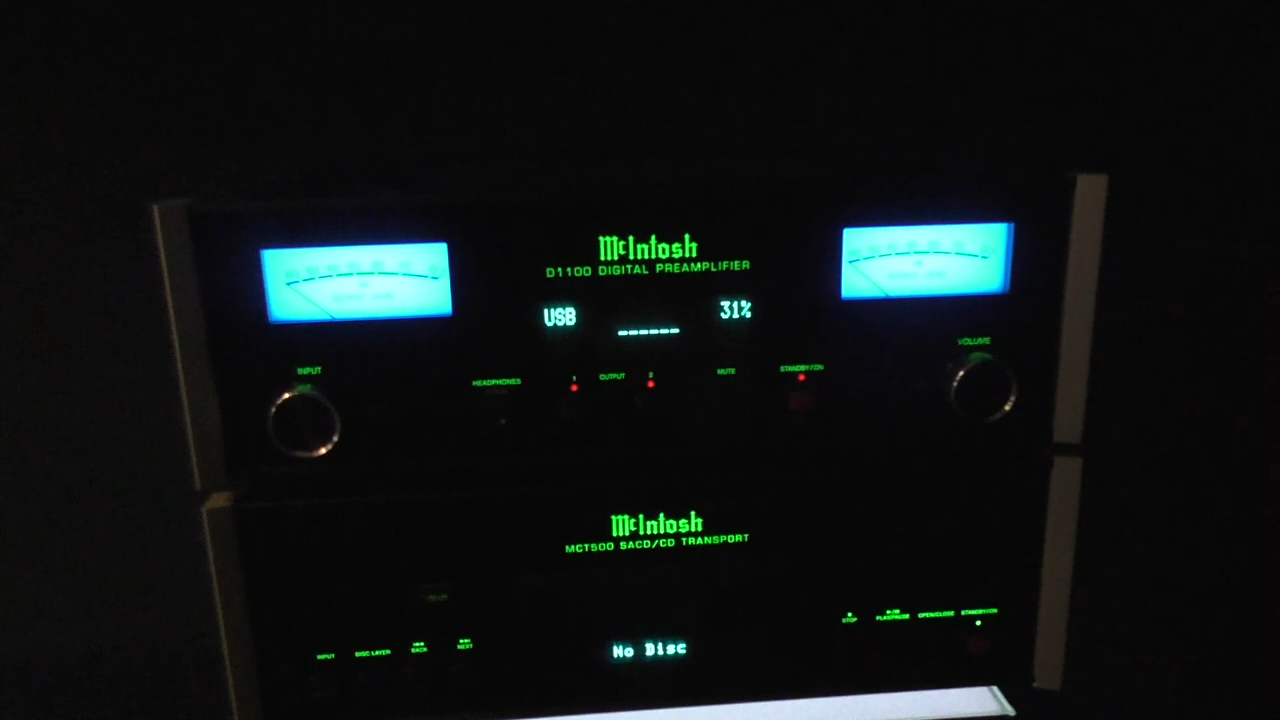 McIntosh
D1100 DIGITAL PREAMPLIFIER
USB 31%
------
INPUT
VOLUME
HEADPHONES 1 OUTPUT 2 MUTE STANDBY/ON
McIntosh
MCT500 SACD/CD TRANSPORT
STOP PLAY/PAUSE OPEN/CLOSE STANDBY/ON
INPUT DISC LAYER BACK NEXT
No Disc